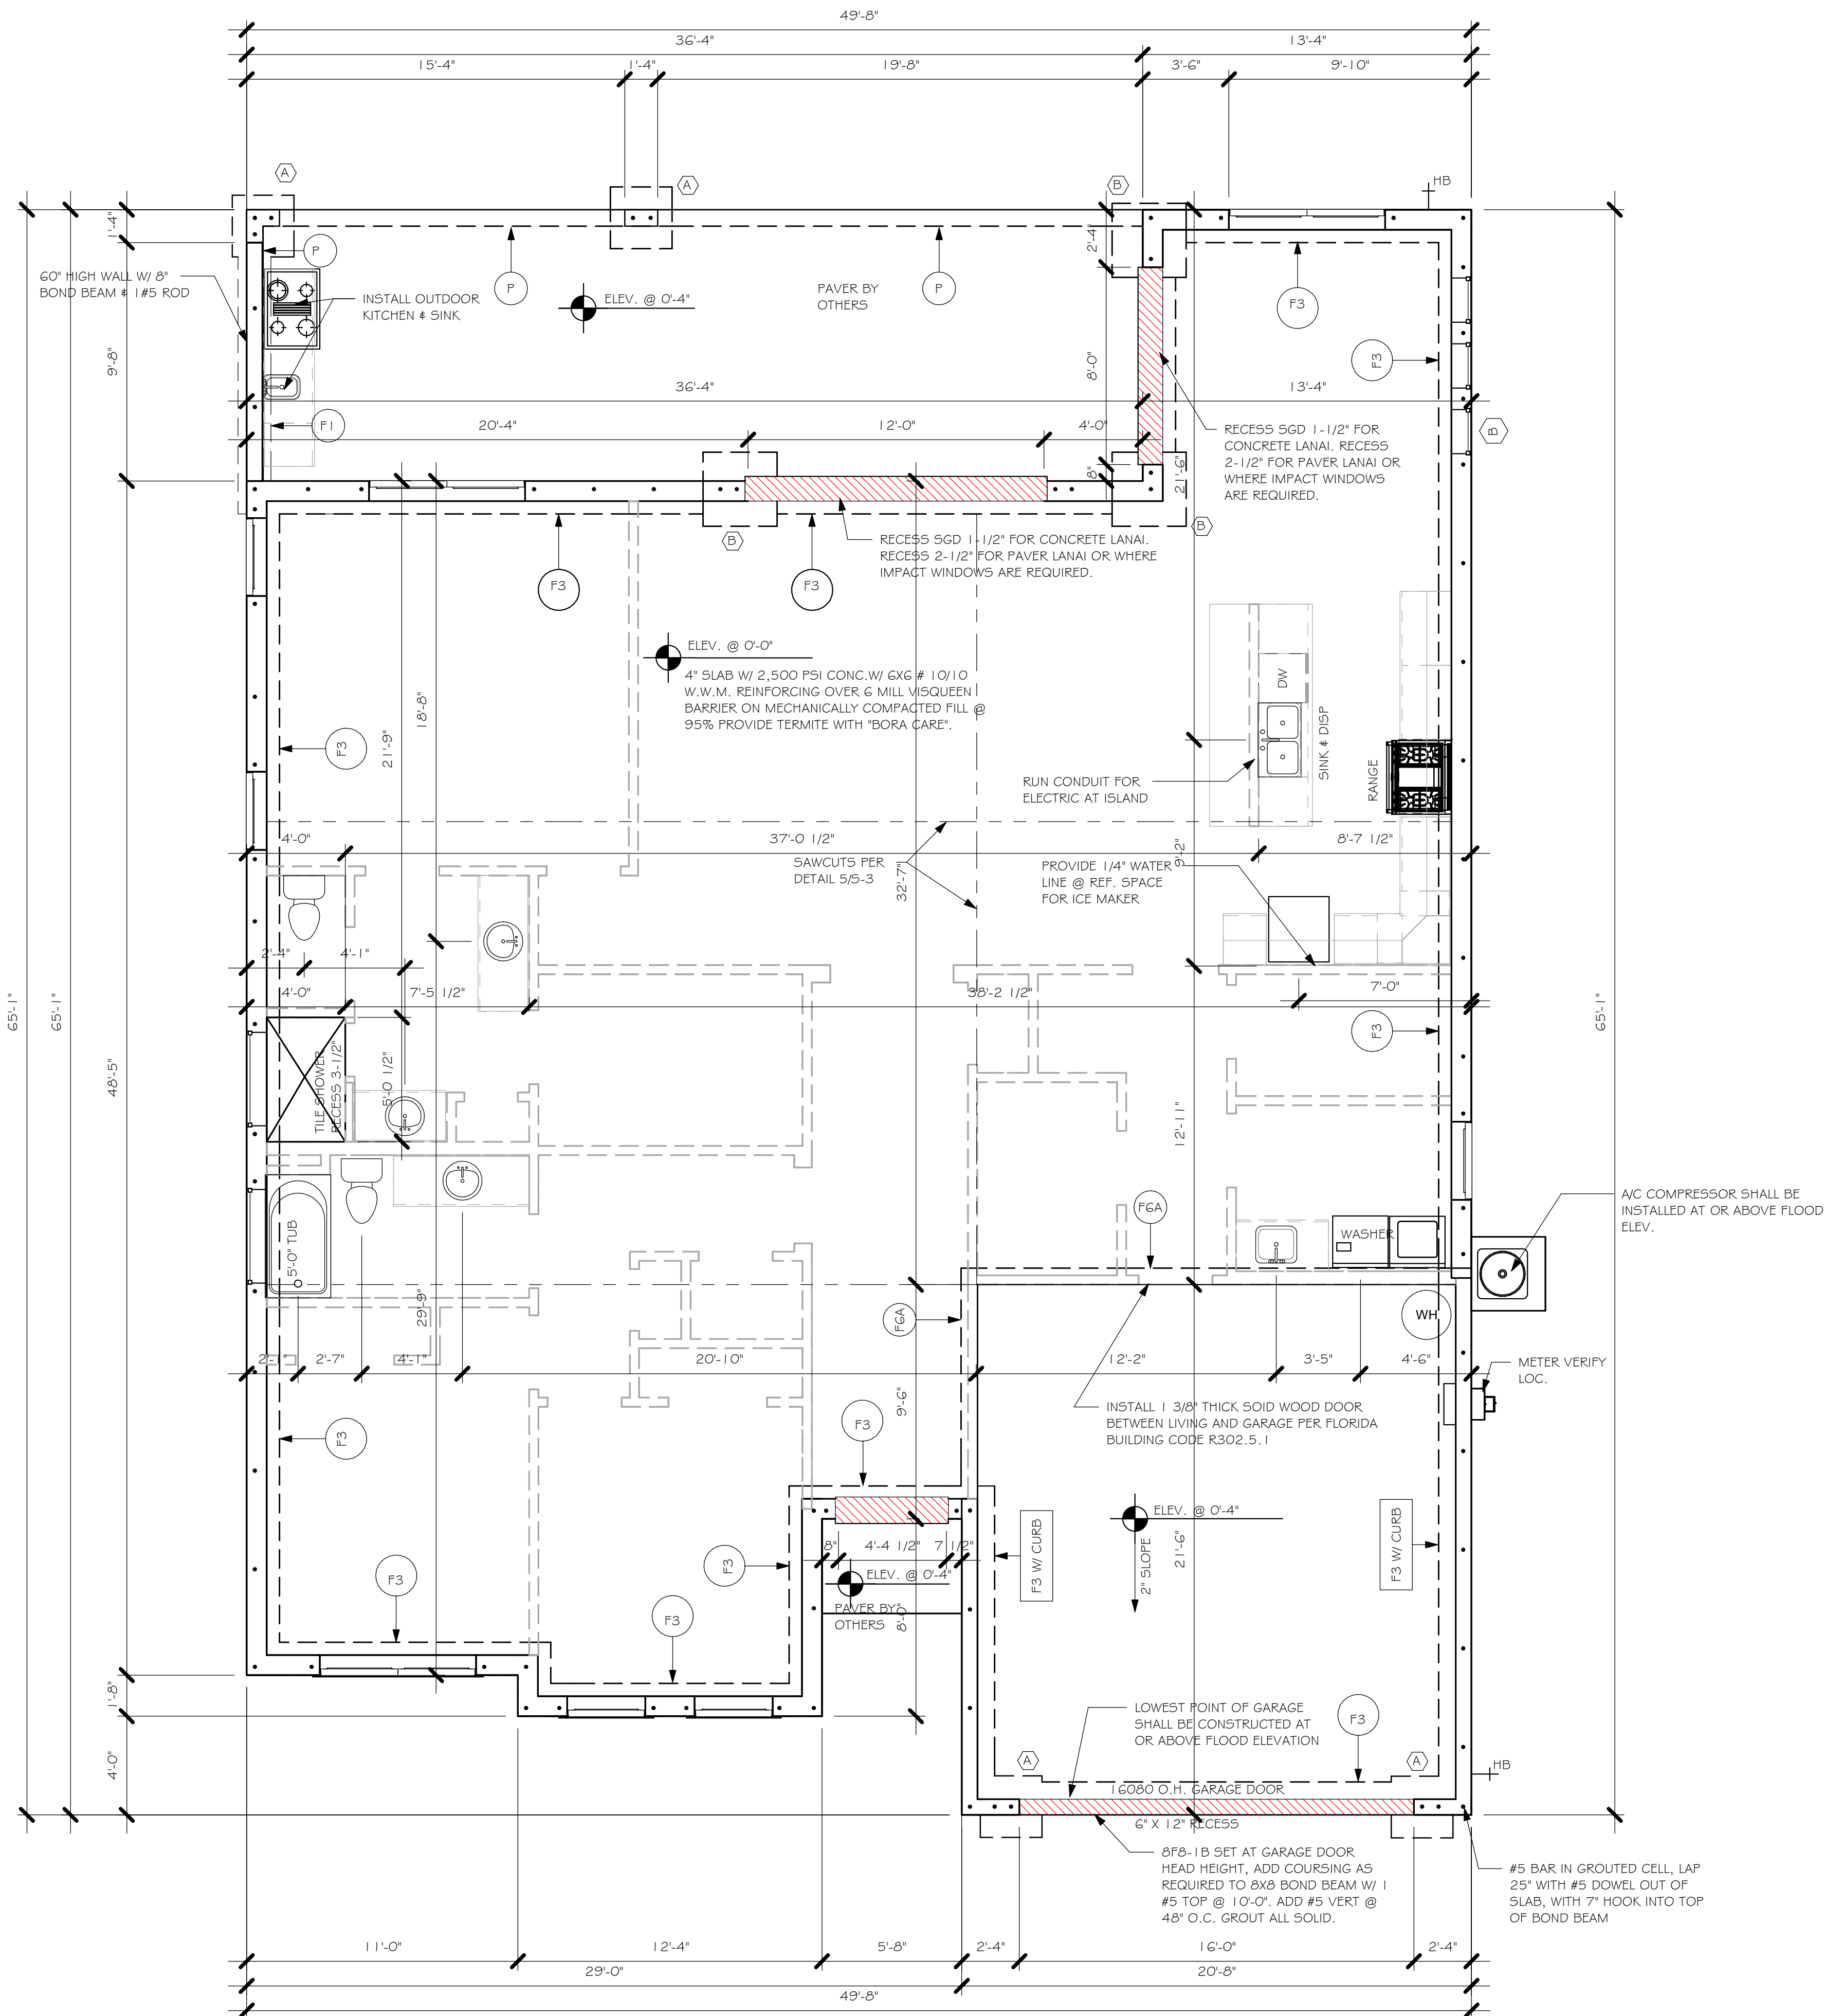 49'-8"
36'-4"
13'-4"
15'-4"
1'-4"
19'-8"
3'-6"
9'-10"
A
A
B
HB
1'-4"
P
2'-4"
60" HIGH WALL W/ 8"
BOND BEAM & 1#5 ROD
INSTALL OUTDOOR
KITCHEN & SINK
P
ELEV. @ 0'-4"
PAVER BY
OTHERS
P
F3
F3
9'-8"
8'-0"
36'-4"
13'-4"
F1
20'-4"
12'-0"
4'-0"
B
RECESS SGD 1-1/2" FOR
CONCRETE LANAI. RECESS
2-1/2" FOR PAVER LANAI OR
WHERE IMPACT WINDOWS
ARE REQUIRED.
8"
21'-6"
B
B
RECESS SGD 1-1/2" FOR CONCRETE LANAI.
RECESS 2-1/2" FOR PAVER LANAI OR WHERE
IMPACT WINDOWS ARE REQUIRED.
F3
F3
ELEV. @ 0'-0"
4" SLAB W/ 2,500 PSI CONC.W/ 6X6 # 10/10
W.W.M. REINFORCING OVER 6 MILL VISQUEEN
BARRIER ON MECHANICALLY COMPACTED FILL @
95% PROVIDE TERMITE WITH "BORA CARE".
DW
18'-8"
21'-9"
F3
SINK & DISP
RANGE
RUN CONDUIT FOR
ELECTRIC AT ISLAND
4'-0"
37'-0 1/2"
8'-7 1/2"
SAWCUTS PER
DETAIL 5/S-3
32'-7"
9'-2"
PROVIDE 1/4" WATER
LINE @ REF. SPACE
FOR ICE MAKER
2'-4"
4'-1"
4'-0"
7'-5 1/2"
38'-2 1/2"
7'-0"
65'-1"
65'-1"
65'-1"
48'-5"
F3
TILE SHOWER
RECESS 3-1/2"
5'-0 1/2"
12'-11"
F6A
A/C COMPRESSOR SHALL BE
INSTALLED AT OR ABOVE FLOOD
ELEV.
WASHER
5'-0" TUB
29'-9"
F6A
WH
2'-1"
2'-7"
4'-1"
20'-10"
12'-2"
3'-5"
4'-6"
METER VERIFY
LOC.
9'-6"
INSTALL 1 3/8" THICK SOID WOOD DOOR
BETWEEN LIVING AND GARAGE PER FLORIDA
BUILDING CODE R302.5.1
F3
F3
ELEV. @ 0'-4"
2" SLOPE
21'-6"
F3 W/ CURB
F3 W/ CURB
8"
4'-4 1/2"
7 1/2"
ELEV. @ 0'-4"
PAVER BY
OTHERS
8'-0"
F3
F3
F3
1'-8"
4'-0"
LOWEST POINT OF GARAGE
SHALL BE CONSTRUCTED AT
OR ABOVE FLOOD ELEVATION
F3
A
A
HB
16080 O.H. GARAGE DOOR
6" X 12" RECESS
8F8-1B SET AT GARAGE DOOR
HEAD HEIGHT, ADD COURSING AS
REQUIRED TO 8X8 BOND BEAM W/ 1
#5 TOP @ 10'-0". ADD #5 VERT @
48" O.C. GROUT ALL SOLID.
#5 BAR IN GROUTED CELL, LAP
25" WITH #5 DOWEL OUT OF
SLAB, WITH 7" HOOK INTO TOP
OF BOND BEAM
11'-0"
12'-4"
5'-8"
2'-4"
16'-0"
2'-4"
29'-0"
20'-8"
49'-8"